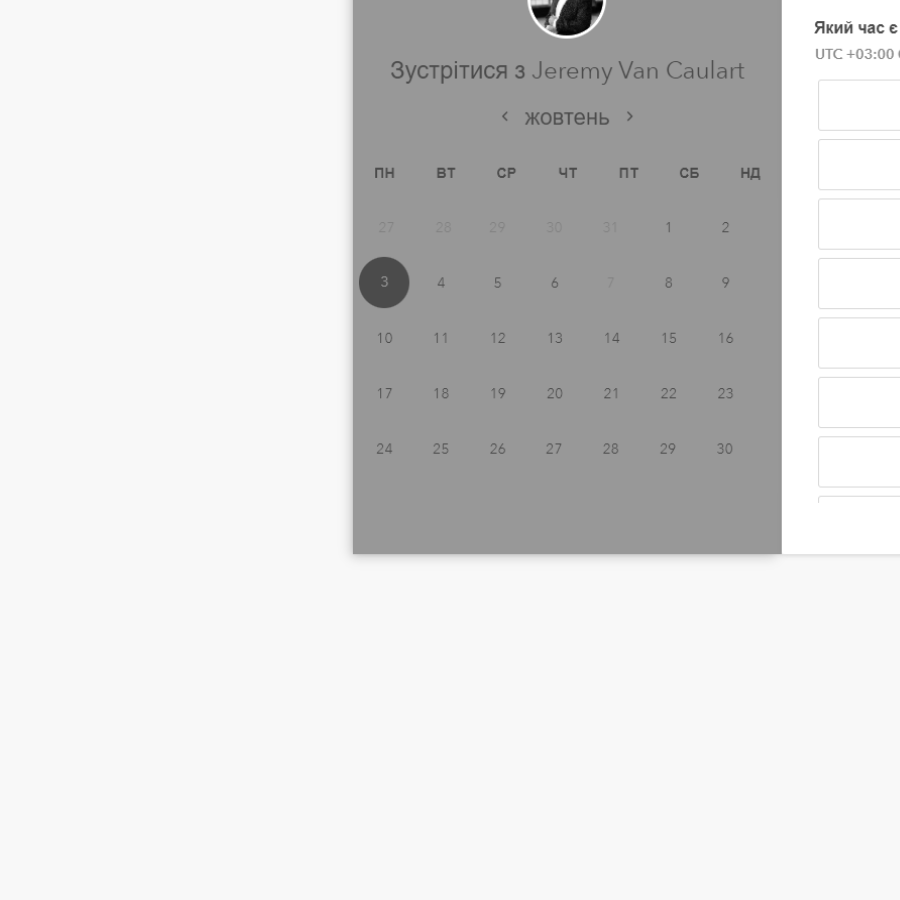 Зустрітися з Jeremy Van Caulart
‹ жовтень ›
ПН ВТ СР ЧТ ПТ СБ НД
27 28 29 30 31 1 2
3 4 5 6 7 8 9
10 11 12 13 14 15 16
17 18 19 20 21 22 23
24 25 26 27 28 29 30
Який час є
UTC +03:00